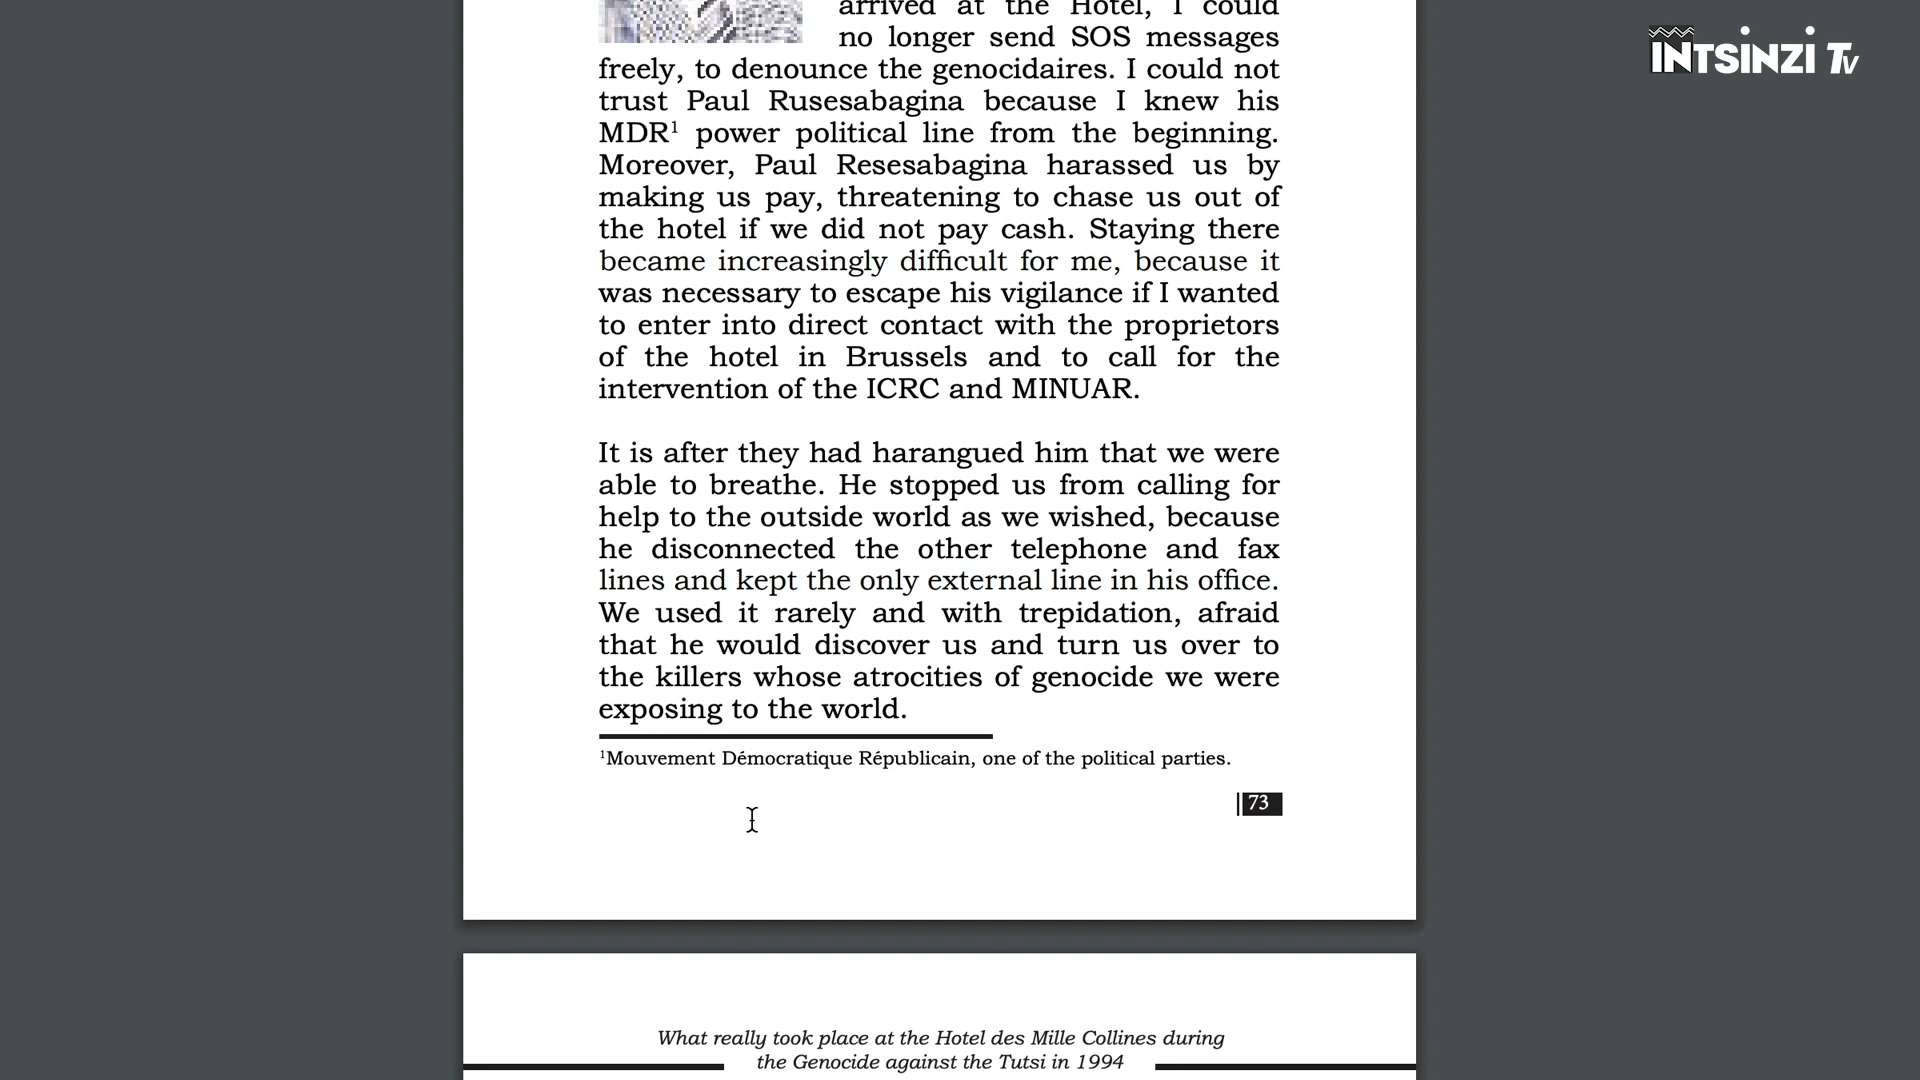 INTSINZI Tv
arrived at the Hotel, I could
no longer send SOS messages
freely, to denounce the genocidaires. I could not
trust Paul Rusesabagina because I knew his
MDR¹ power political line from the beginning.
Moreover, Paul Resesabagina harassed us by
making us pay, threatening to chase us out of
the hotel if we did not pay cash. Staying there
became increasingly difficult for me, because it
was necessary to escape his vigilance if I wanted
to enter into direct contact with the proprietors
of the hotel in Brussels and to call for the
intervention of the ICRC and MINUAR.
It is after they had harangued him that we were
able to breathe. He stopped us from calling for
help to the outside world as we wished, because
he disconnected the other telephone and fax
lines and kept the only external line in his office.
We used it rarely and with trepidation, afraid
that he would discover us and turn us over to
the killers whose atrocities of genocide we were
exposing to the world.
¹Mouvement Démocratique Républicain, one of the political parties.
73
What really took place at the Hotel des Mille Collines during
the Genocide against the Tutsi in 1994